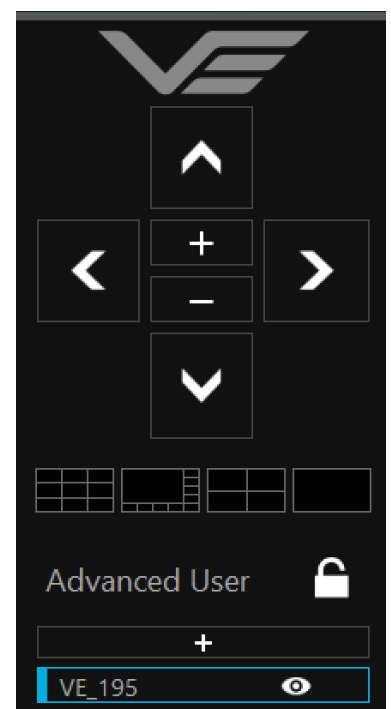 VE
+
−
Advanced User
+
VE_195